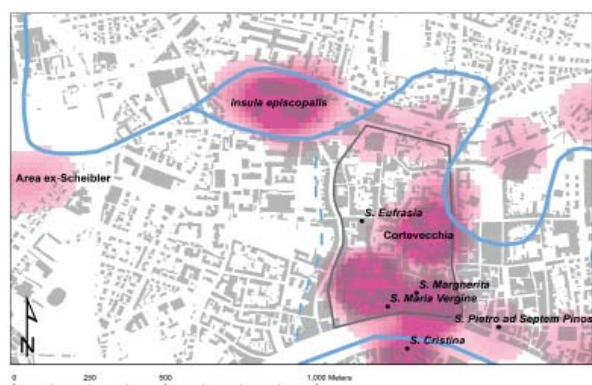 Insula episcopalis
Area ex-Scheibler
S. Eufrasia
Cortevecchia
S. Margherita
S. Maria Vergine
S. Pietro ad Septem Pinos
S. Cristina
N
0 250 500 1.000 Meters